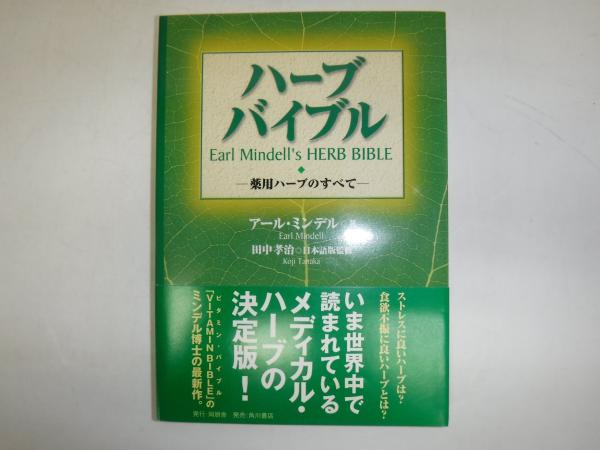 ハーブ
バイブル
Earl Mindell's HERB BIBLE
―薬用ハーブのすべて―
アール・ミンデル 著
Earl Mindell
田中孝治◎日本語版監修
Koji Tanaka
ストレスに良いハーブは?
食欲不振に良いハーブとは?
いま世界中で
読まれている
メディカル・
ハーブの
決定版!
ビタミン・バイブル
「VITAMIN BIBLE」の
ミンデル博士の最新作。
発行:同朋舎 発売:角川書店